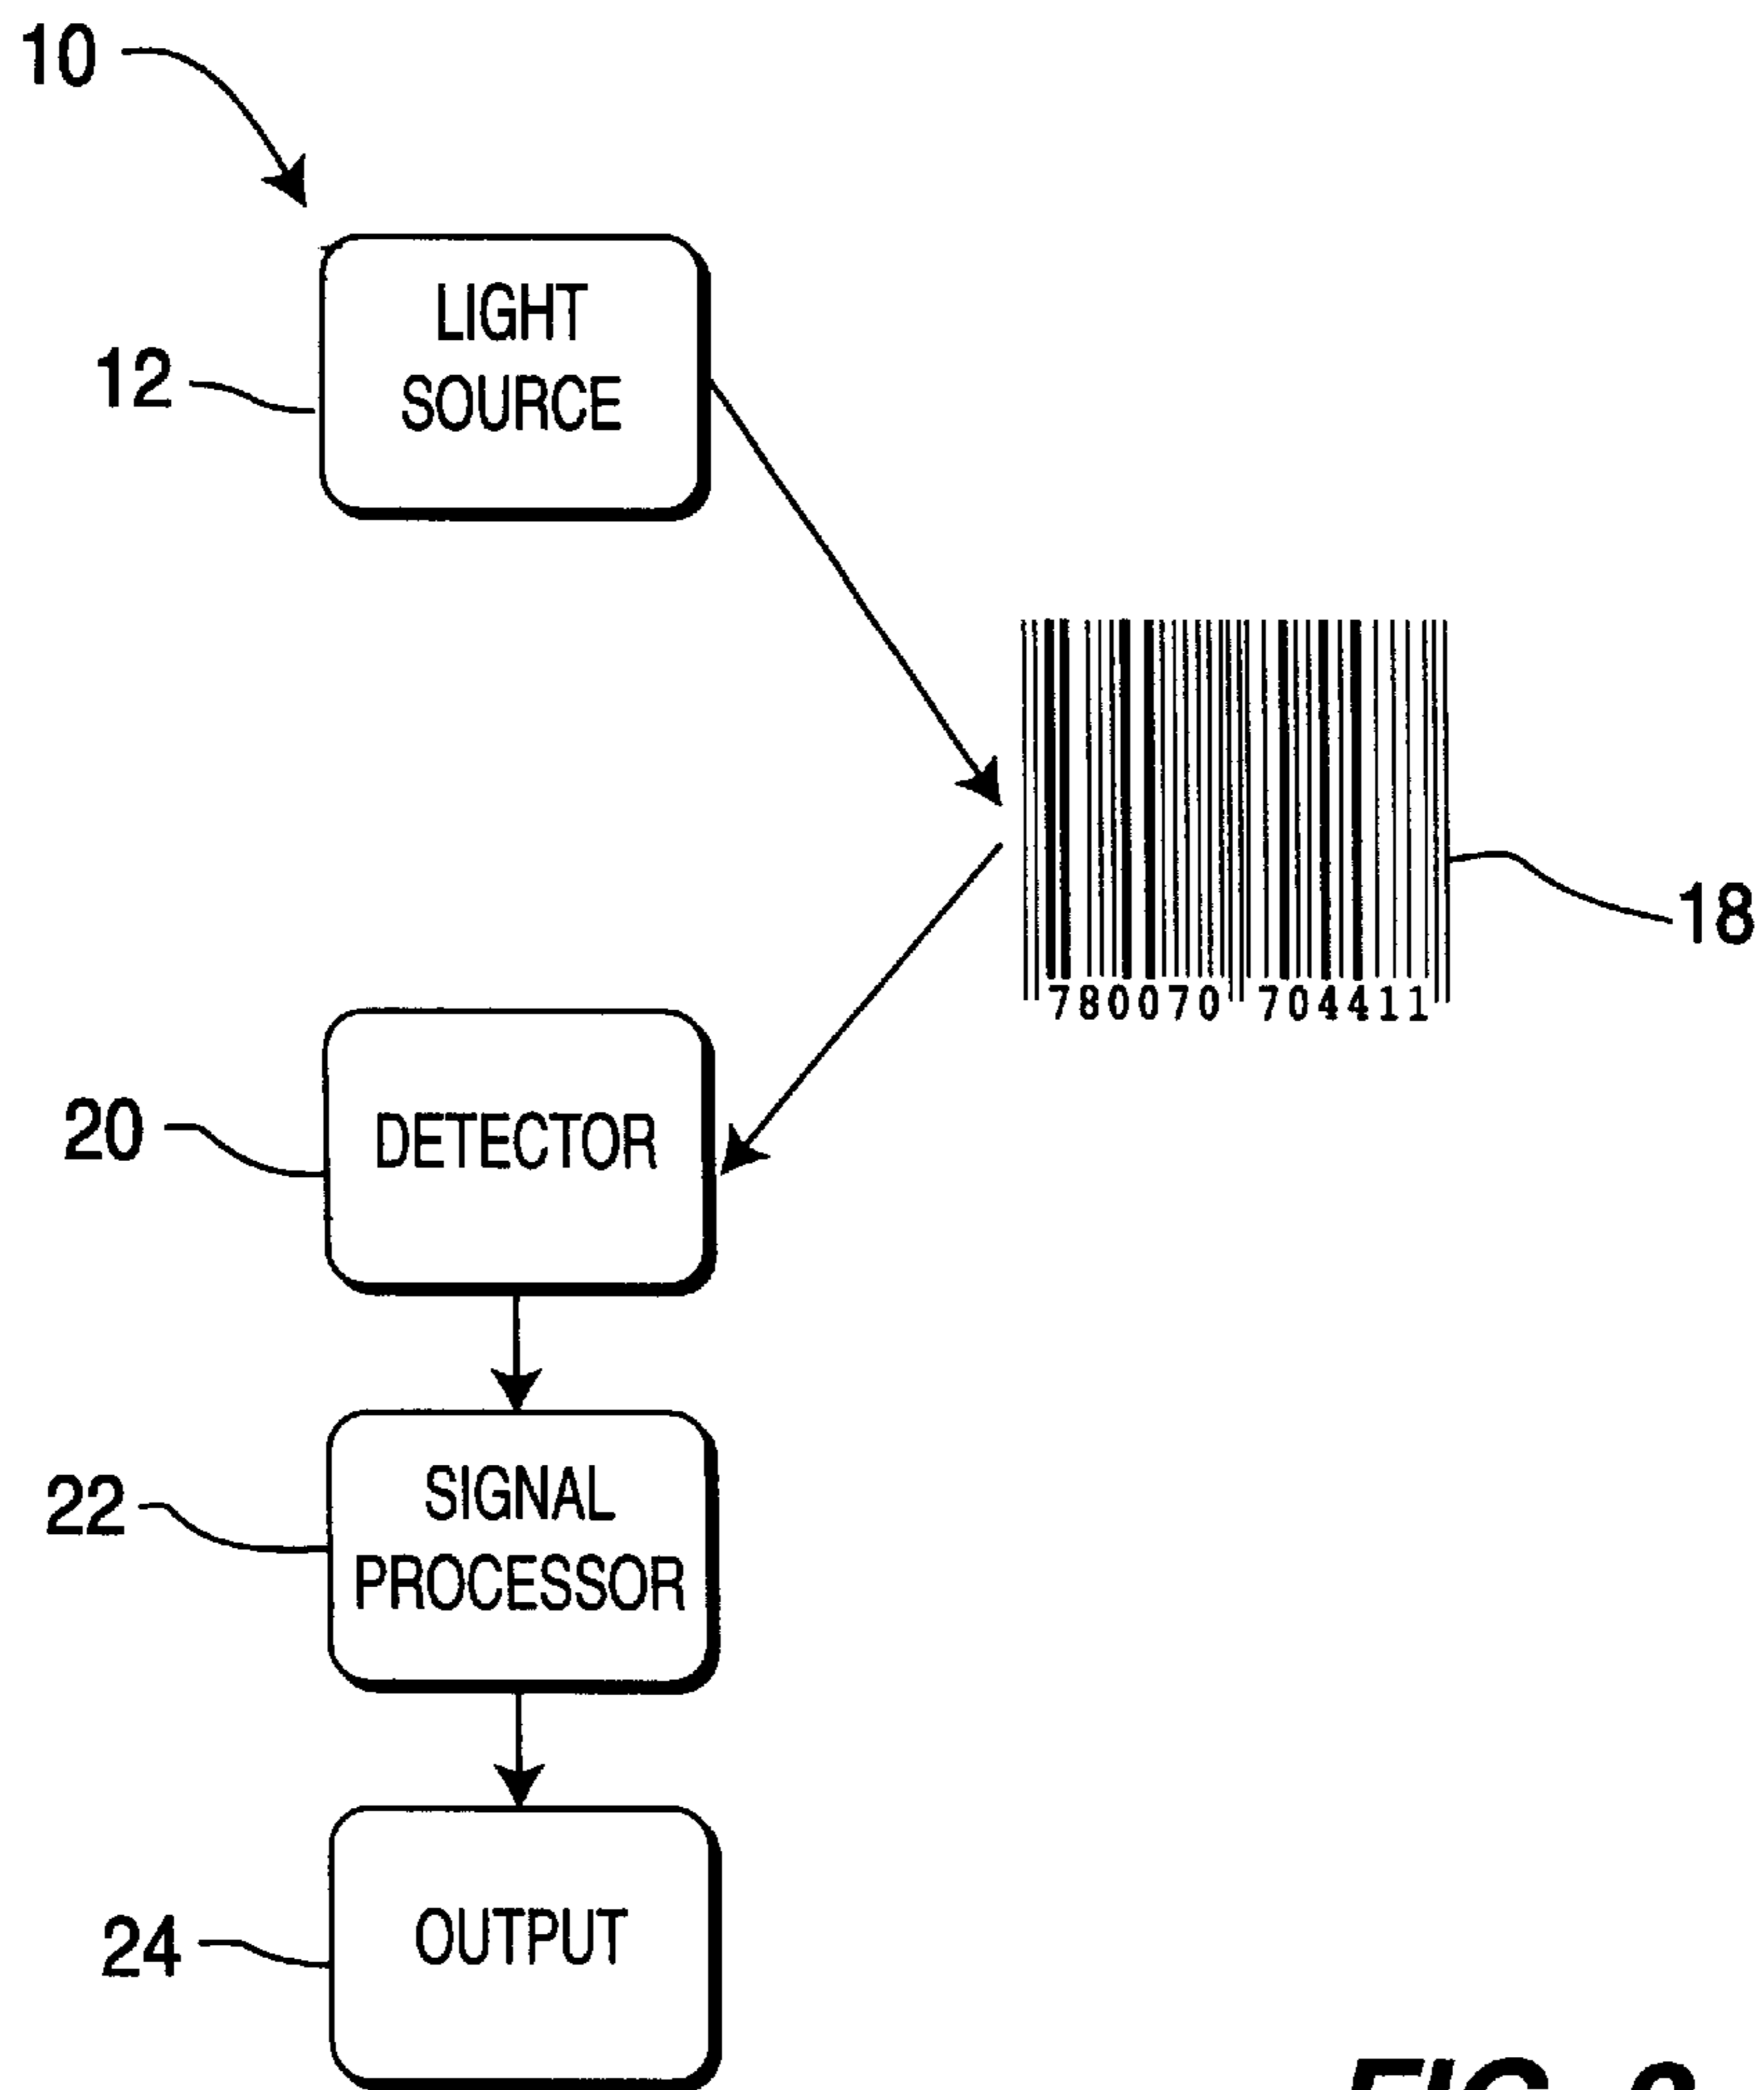 10
LIGHT
SOURCE
12
18
780070 704411
20
DETECTOR
22
SIGNAL
PROCESSOR
24
OUTPUT